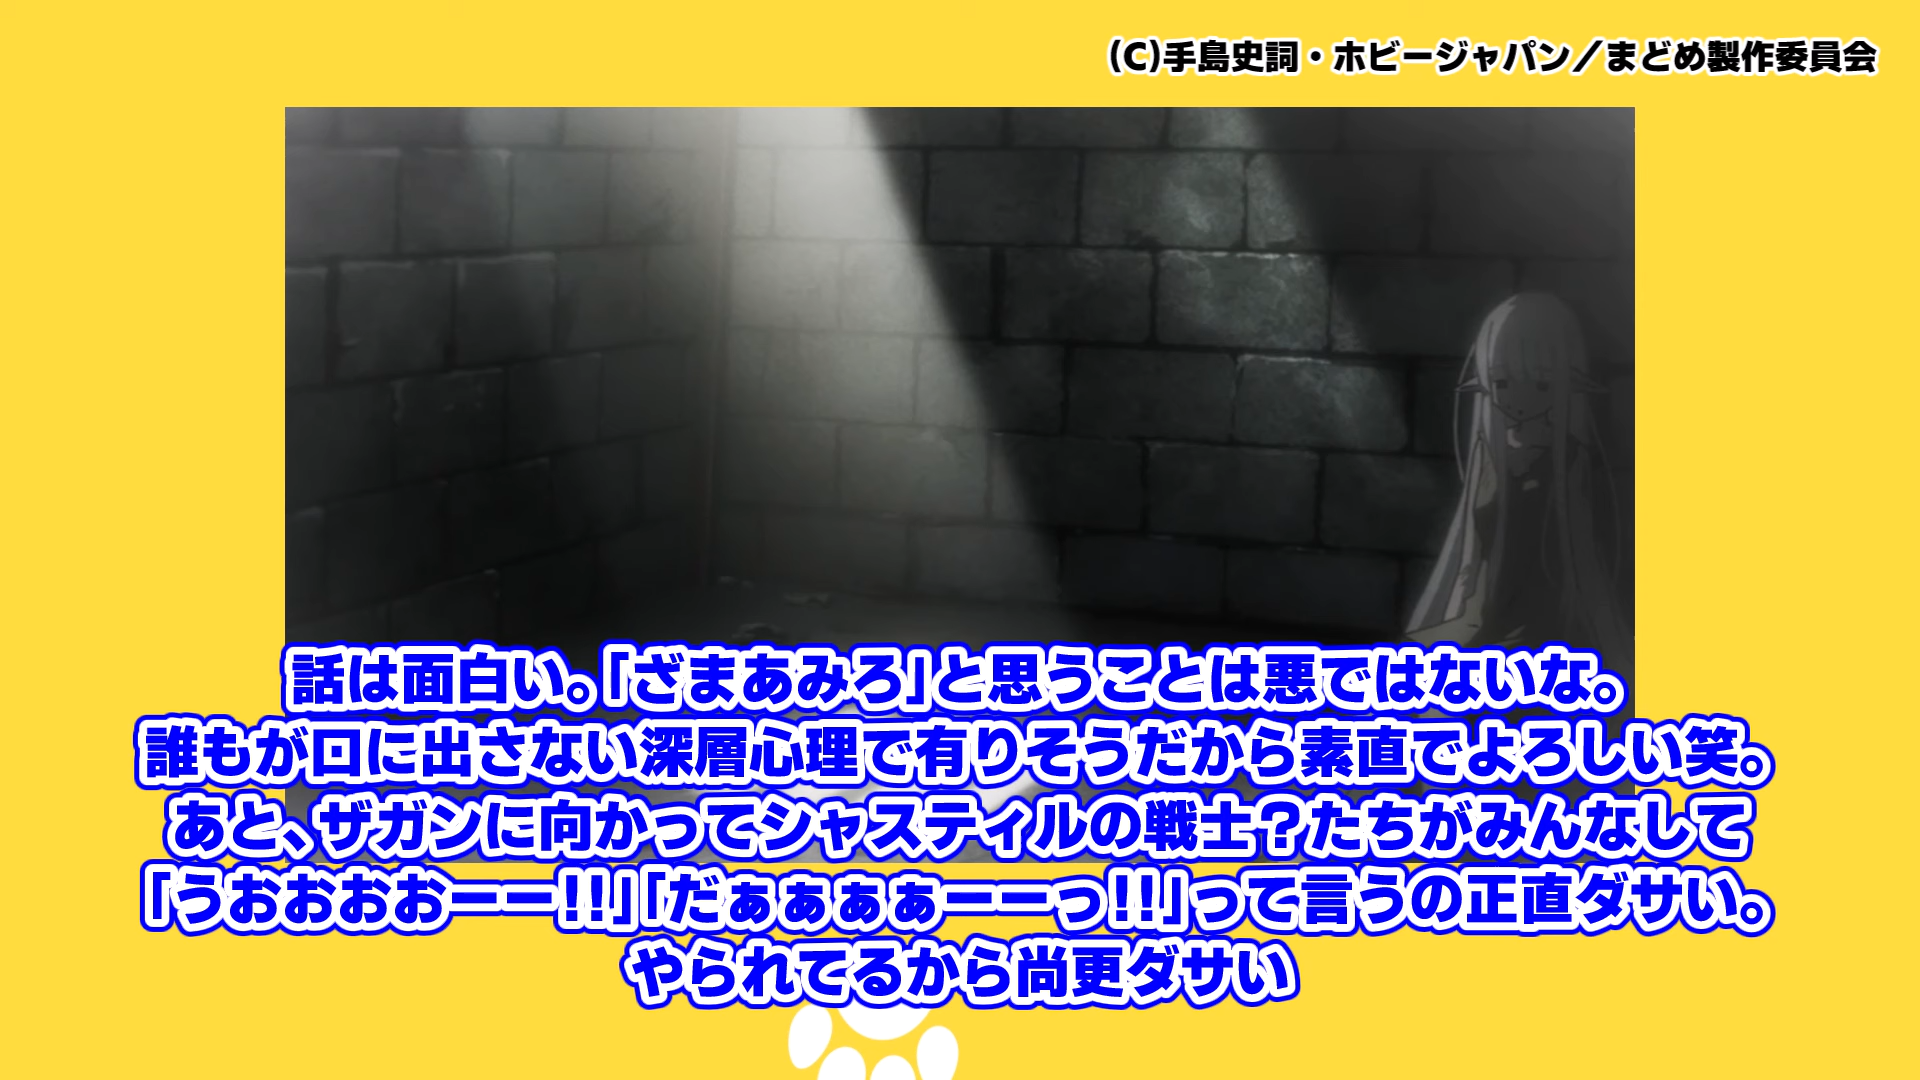 (C)手島史詞・ホビージャパン／まどめ製作委員会
話は面白い。「ざまあみろ」と思うことは悪ではないな。
誰もが口に出さない深層心理で有りそうだから素直でよろしい笑。
あと、ザガンに向かってシャスティルの戦士？たちがみんなして
「うおおおおーー!!」「だぁぁぁぁーーっ!!」って言うの正直ダサい。
やられてるから尚更ダサい